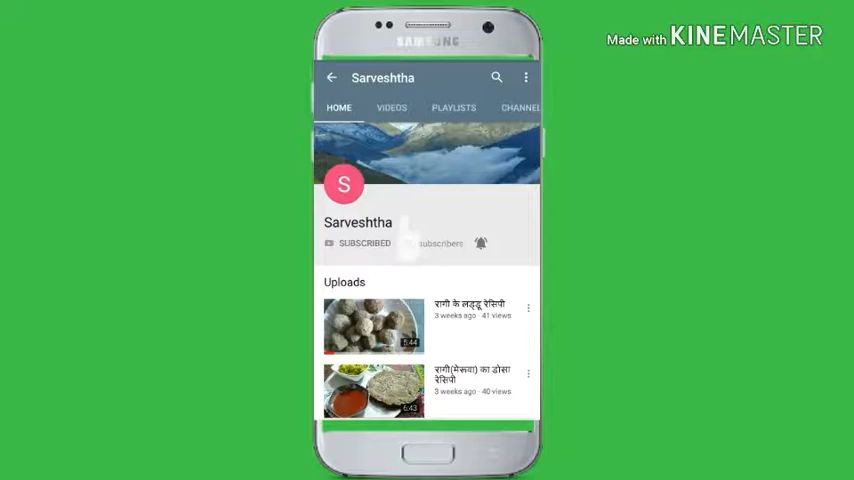 Made with KINEMASTER
SAMSUNG
Sarveshtha
HOME VIDEOS PLAYLISTS CHANNEL
S
Sarveshtha
SUBSCRIBED subscribers
Uploads
रागी के लड्डू रेसिपी
3 weeks ago · 41 views
5:44
रागी(मेरूवा) का डोसा
रेसिपी
3 weeks ago · 40 views
6:43